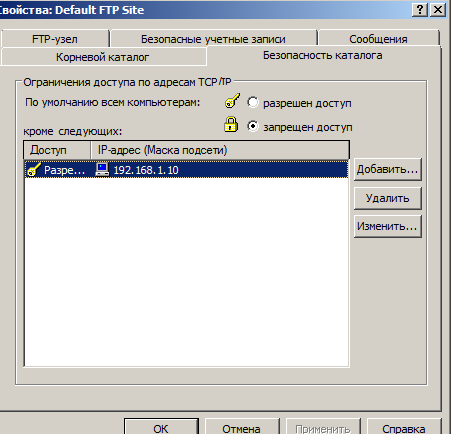 Свойства: Default FTP Site
FTP-узел Безопасные учетные записи Сообщения
Корневой каталог Безопасность каталога
Ограничения доступа по адресам TCP/IP
По умолчанию всем компьютерам: разрешен доступ
запрещен доступ
кроме следующих:
Доступ IP-адрес (Маска подсети)
Разре... 192.168.1.10
Добавить...
Удалить
Изменить...
ОК Отмена Применить Справка